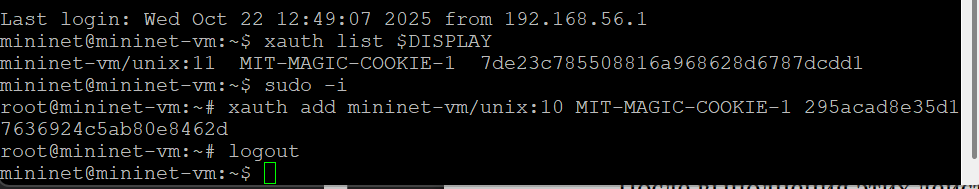 Last login: Wed Oct 22 12:49:07 2025 from 192.168.56.1
mininet@mininet-vm:~$ xauth list $DISPLAY
mininet-vm/unix:11  MIT-MAGIC-COOKIE-1  7de23c785508816a968628d6787dcdd1
mininet@mininet-vm:~$ sudo -i
root@mininet-vm:~# xauth add mininet-vm/unix:10 MIT-MAGIC-COOKIE-1 295acad8e35d1
7636924c5ab80e8462d
root@mininet-vm:~# logout
mininet@mininet-vm:~$